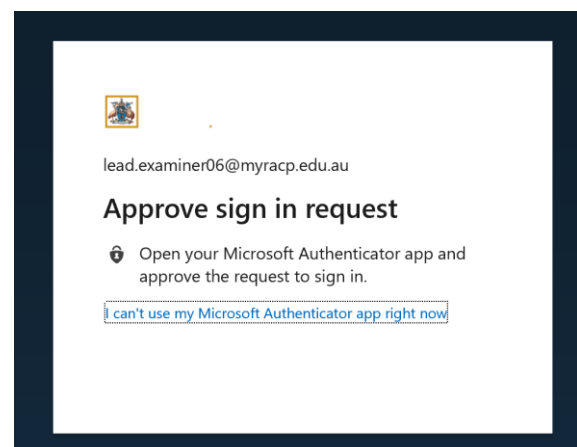 lead.examiner06@myracp.edu.au
Approve sign in request
Open your Microsoft Authenticator app and
approve the request to sign in.
I can't use my Microsoft Authenticator app right now